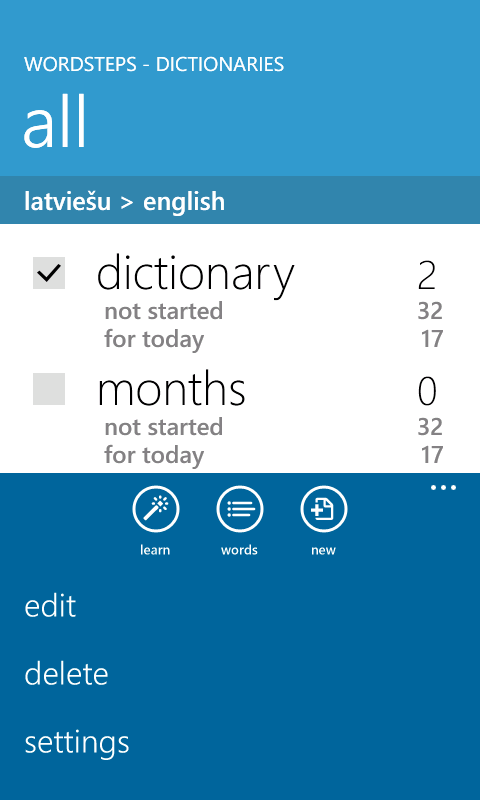 WORDSTEPS - DICTIONARIES
all
latviešu > english
dictionary 2
not started 32
for today 17
months 0
not started 32
for today 17
learn words new
edit
delete
settings